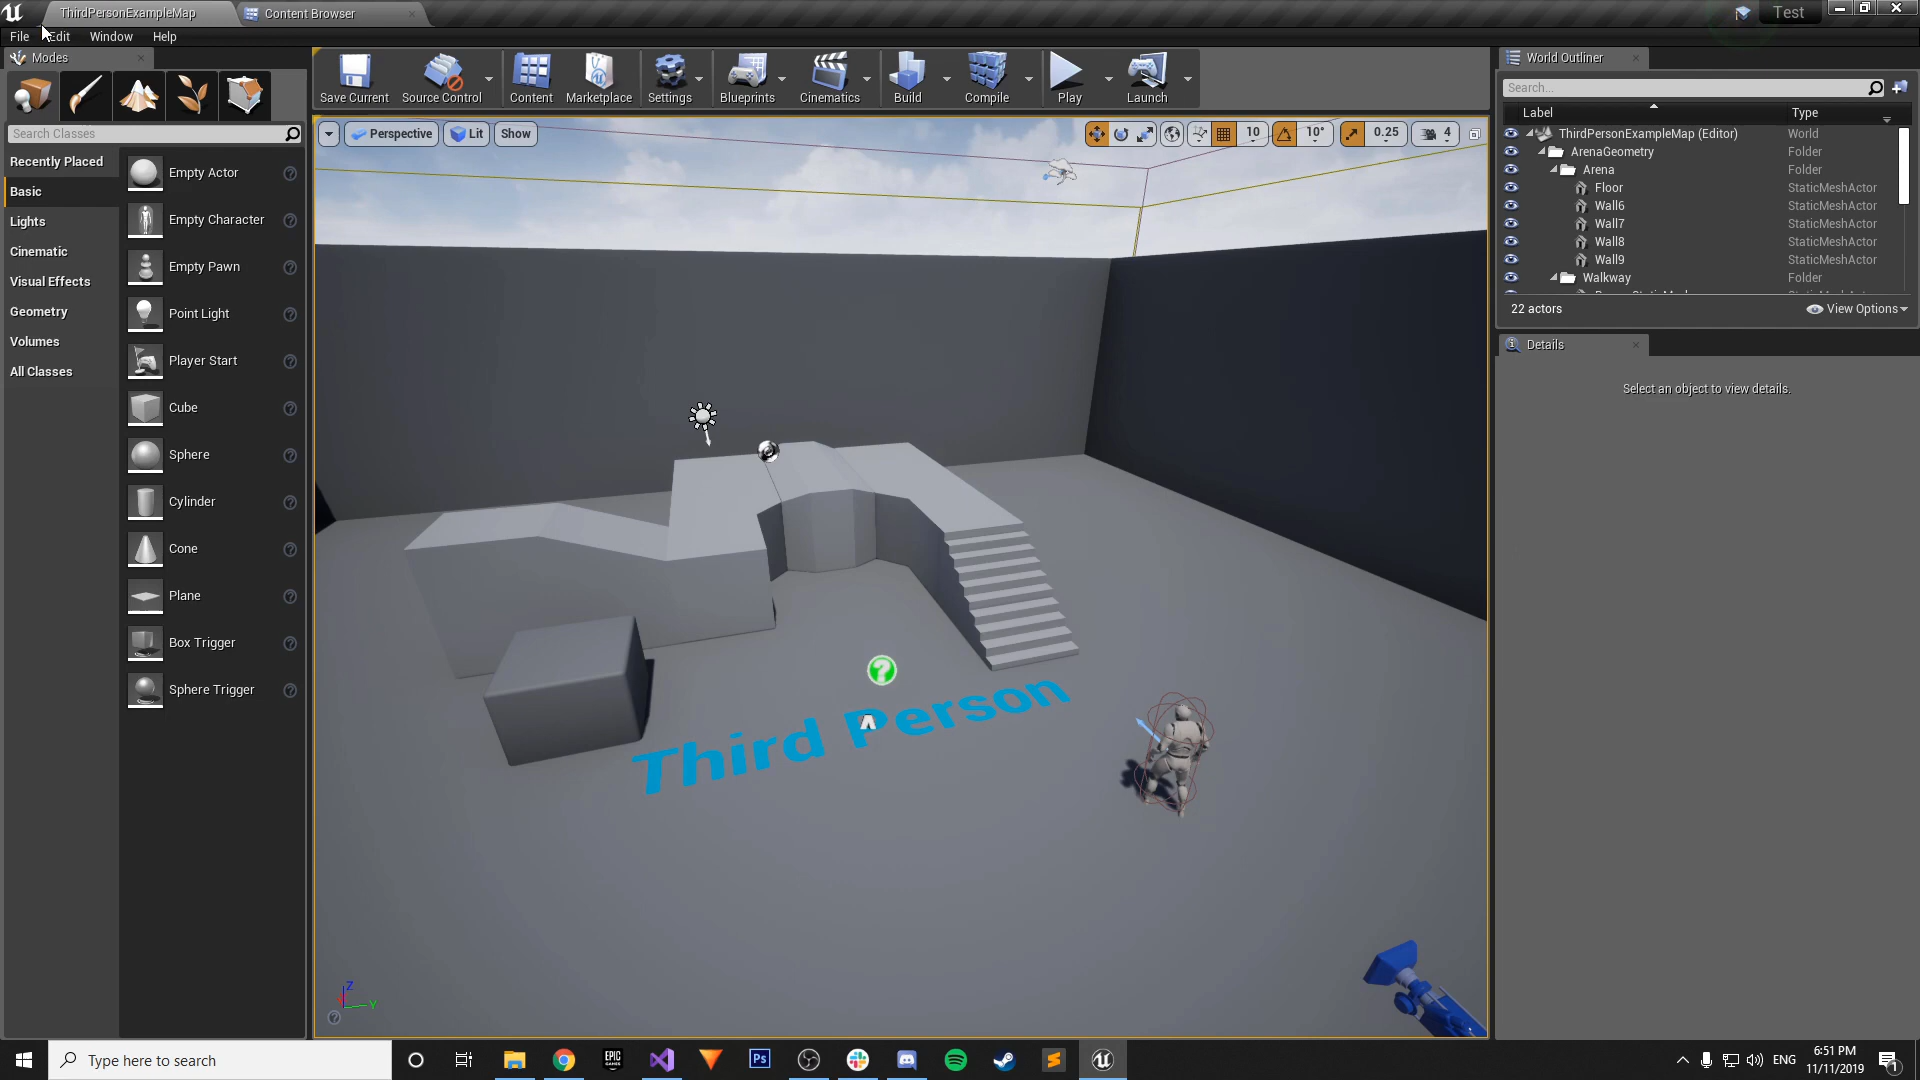 ThirdPersonExampleMap
Content Browser
Test
File Edit Window Help
Modes
Search Classes
Recently Placed
Basic
Lights
Cinematic
Visual Effects
Geometry
Volumes
All Classes
Empty Actor
Empty Character
Empty Pawn
Point Light
Player Start
Cube
Sphere
Cylinder
Cone
Plane
Box Trigger
Sphere Trigger
Save Current
Source Control
Content
Marketplace
Settings
Blueprints
Cinematics
Build
Compile
Play
Launch
Perspective
Lit
Show
10
10°
0.25
4
Third Person
Z
Y
World Outliner
Search...
Label Type
ThirdPersonExampleMap (Editor) World
ArenaGeometry Folder
Arena Folder
Floor StaticMeshActor
Wall6 StaticMeshActor
Wall7 StaticMeshActor
Wall8 StaticMeshActor
Wall9 StaticMeshActor
Walkway Folder
22 actors
View Options
Details
Select an object to view details.
Type here to search
EPIC GAMES
Ps
ENG
6:51 PM
11/11/2019
1